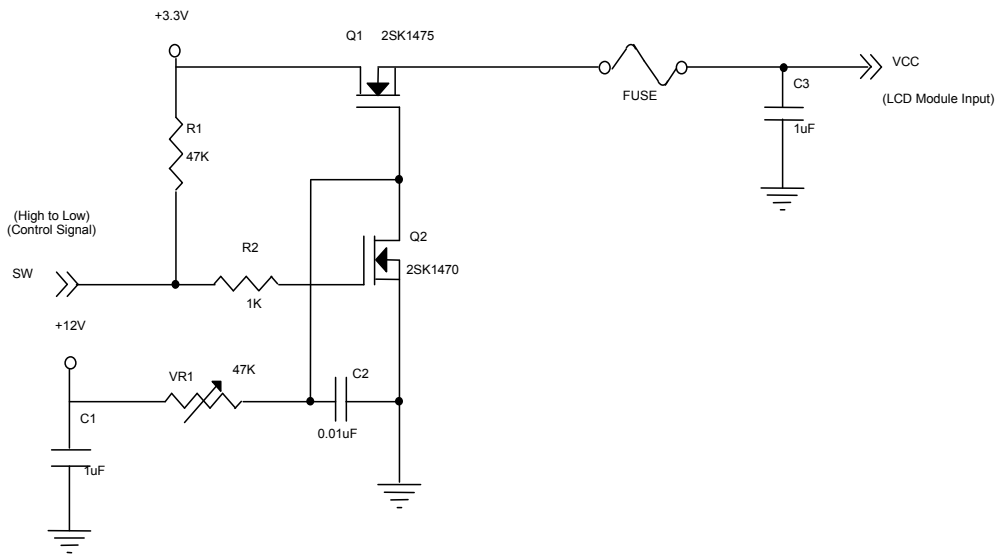 +3.3V
Q1 2SK1475
VCC
FUSE
C3
(LCD Module Input)
1uF
R1
47K
(High to Low)
(Control Signal)
Q2
R2
SW
2SK1470
1K
+12V
VR1
47K
C2
C1
0.01uF
1uF